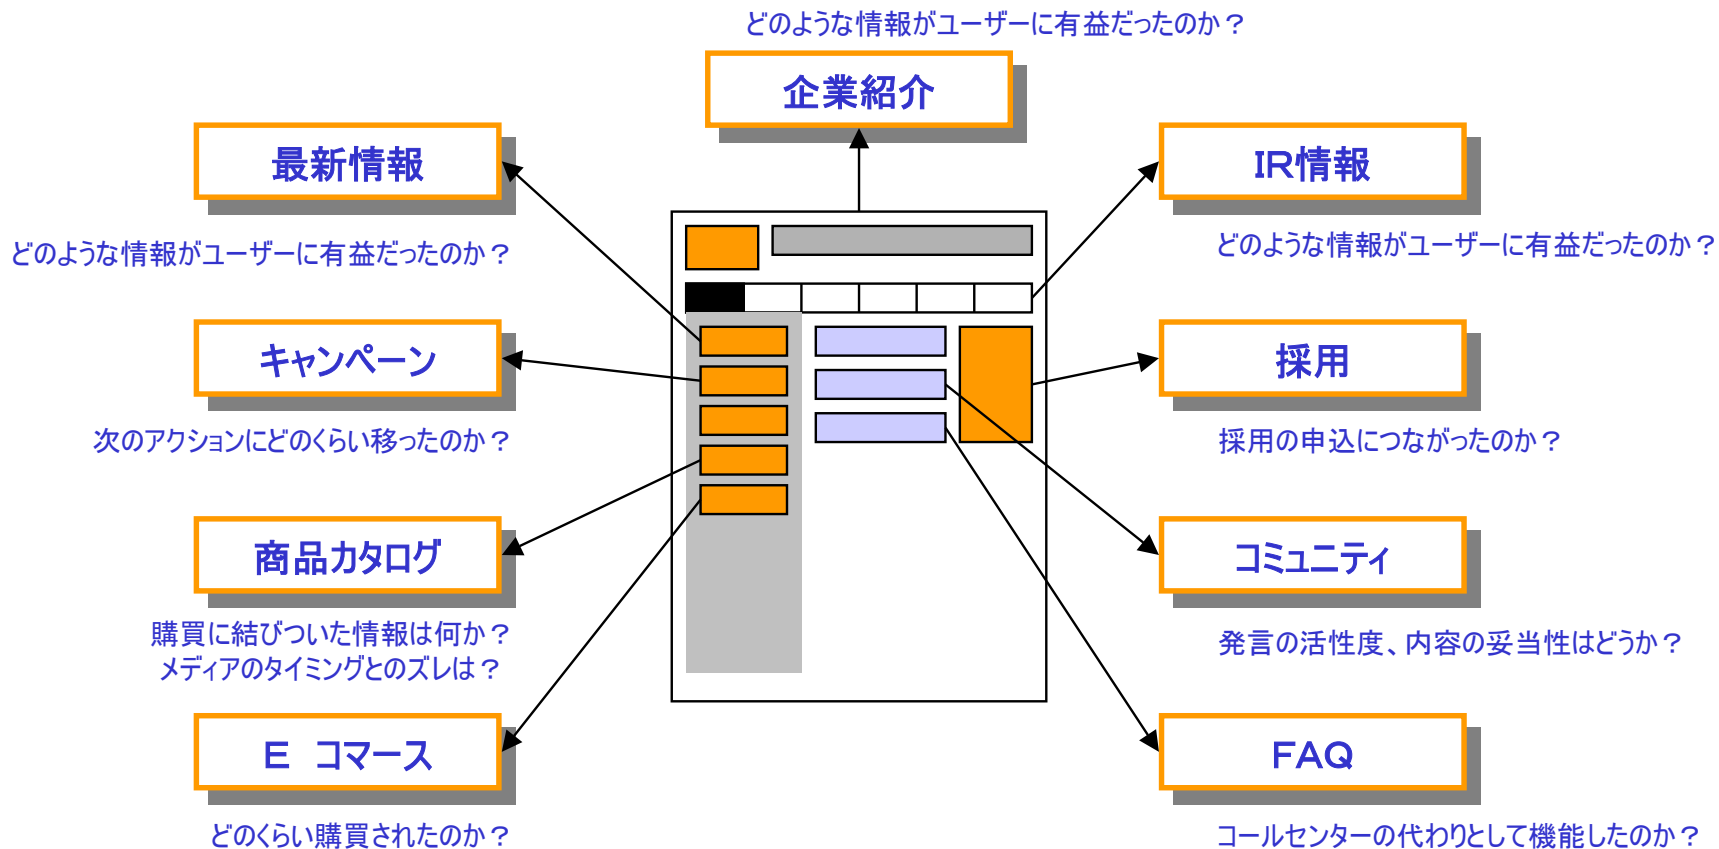 どのような情報がユーザーに有益だったのか？
企業紹介
最新情報
どのような情報がユーザーに有益だったのか？
キャンペーン
次のアクションにどのくらい移ったのか？
商品カタログ
購買に結びついた情報は何か？
メディアのタイミングとのズレは？
Ｅ　コマース
どのくらい購買されたのか？
IR情報
どのような情報がユーザーに有益だったのか？
採用
採用の申込につながったのか？
コミュニティ
発言の活性度、内容の妥当性はどうか？
FAQ
コールセンターの代わりとして機能したのか？